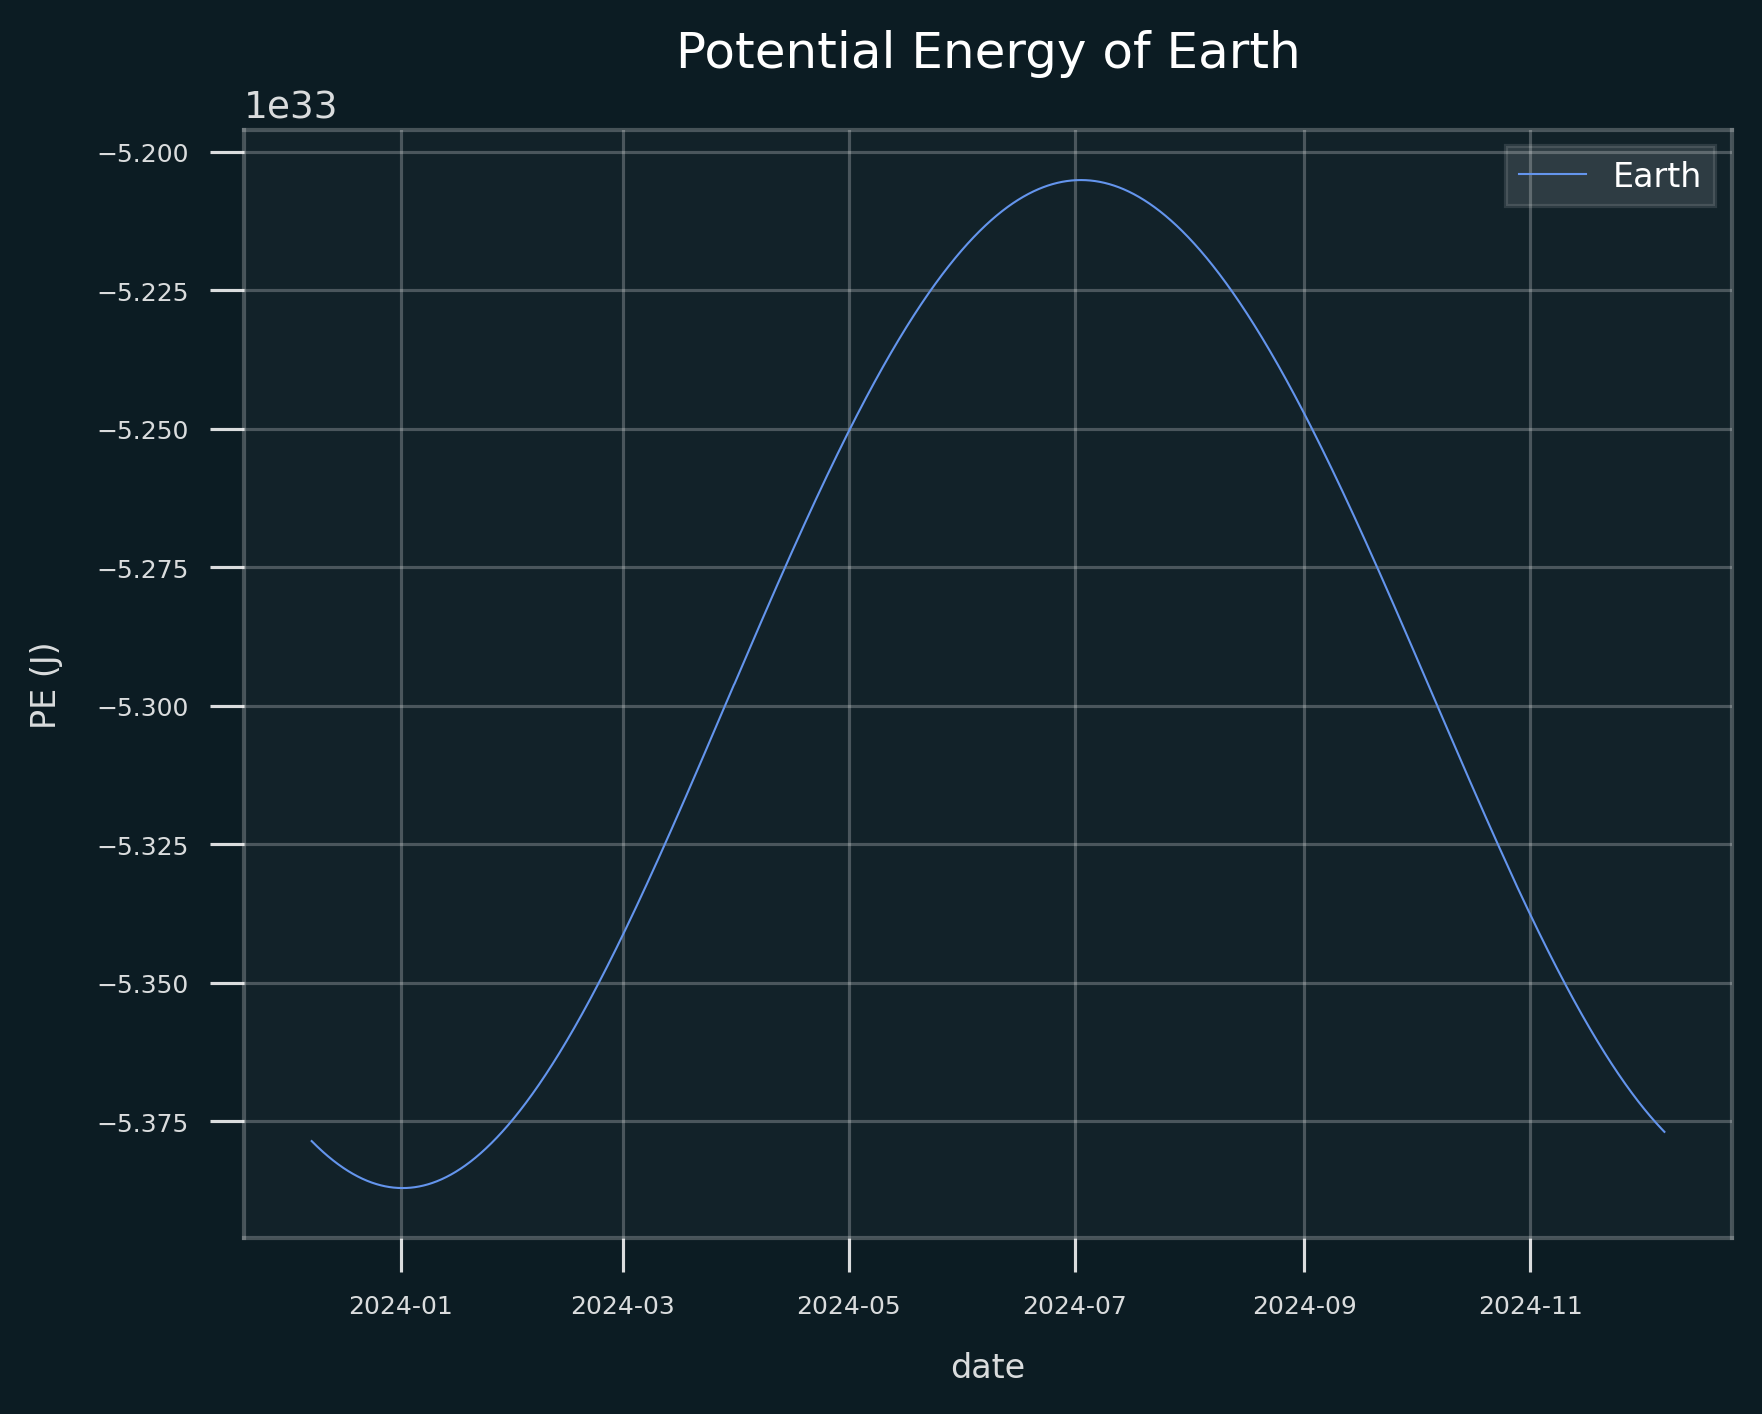 Potential Energy of Earth
1e33
Earth
−5.200
−5.225
−5.250
−5.275
−5.300
−5.325
−5.350
−5.375
PE (J)
2024-01 2024-03 2024-05 2024-07 2024-09 2024-11
date